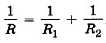 1/R = 1/R₁ + 1/R₂